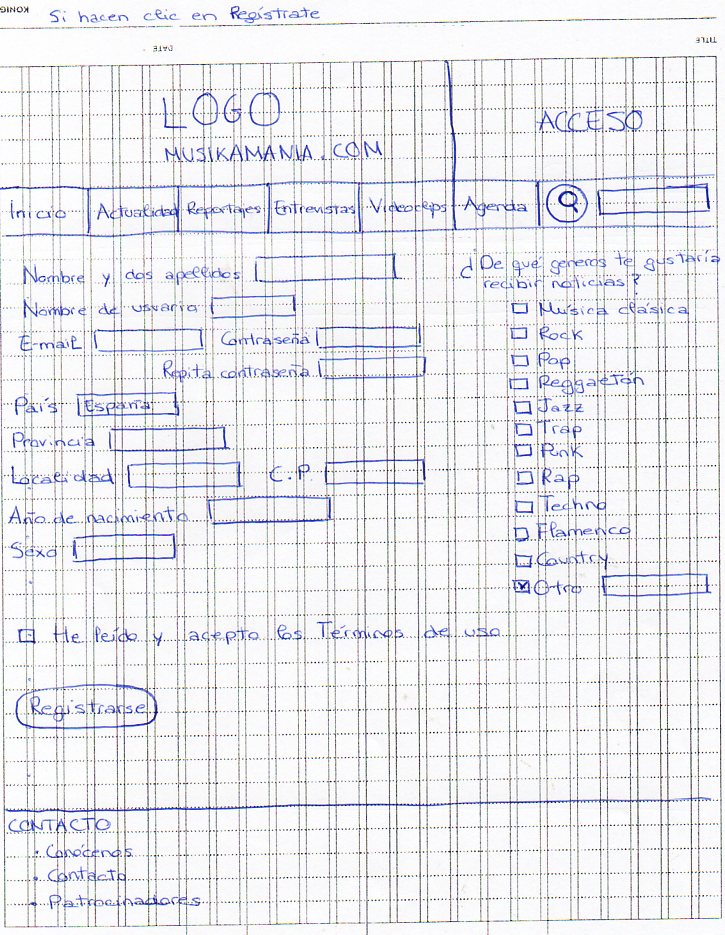 KONIG
Si hacen clic en Regístrate
DATE
TITLE
LOGO
MUSIKAMANIA.COM
ACCESO
Inicio Actualidad Reportajes Entrevistas Videoclips Agenda
Nombre y dos apellidos
Nombre de usuario
E-mail Contraseña
Repita contraseña
País España
Provincia
Localidad C.P.
Año de nacimiento
Sexo
¿De qué géneros te gustaría
recibir noticias?
Música clásica
Rock
Pop
Reggaetón
Jazz
Trap
Punk
Rap
Techno
Flamenco
Country
Otro
He leído y acepto los Términos de uso
Registrarse
CONTACTO
· Conócenos
· Contacto
· Patrocinadores